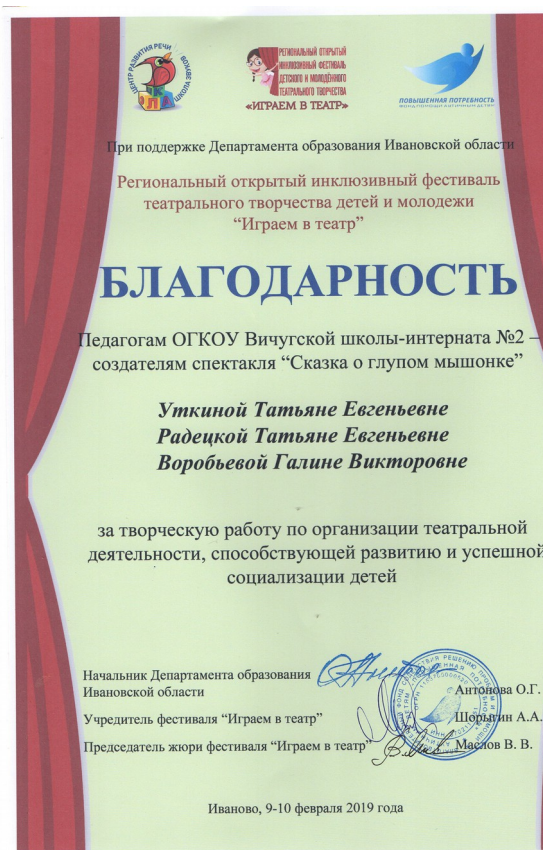 ЦЕНТР РАЗВИТИЯ РЕЧИ
ШКОЛА ЗВУКОВ
РЕГИОНАЛЬНЫЙ ОТКРЫТЫЙ
ИНКЛЮЗИВНЫЙ ФЕСТИВАЛЬ
ДЕТСКОГО И МОЛОДЁЖНОГО
ТЕАТРАЛЬНОГО ТВОРЧЕСТВА
«ИГРАЕМ В ТЕАТР»
ПОВЫШЕННАЯ ПОТРЕБНОСТЬ
При поддержке Департамента образования Ивановской области
Региональный открытый инклюзивный фестиваль
театрального творчества детей и молодежи
“Играем в театр”
БЛАГОДАРНОСТЬ
Педагогам ОГКОУ Вичугской школы-интерната №2 –
создателям спектакля “Сказка о глупом мышонке”
Уткиной Татьяне Евгеньевне
Радецкой Татьяне Евгеньевне
Воробьевой Галине Викторовне
за творческую работу по организации театральной
деятельности, способствующей развитию и успешной
социализации детей
Начальник Департамента образования
Ивановской области Антонова О.Г.
Учредитель фестиваля “Играем в театр” Шорыгин А.А.
Председатель жюри фестиваля “Играем в театр” Маслов В. В.
Иваново, 9-10 февраля 2019 года